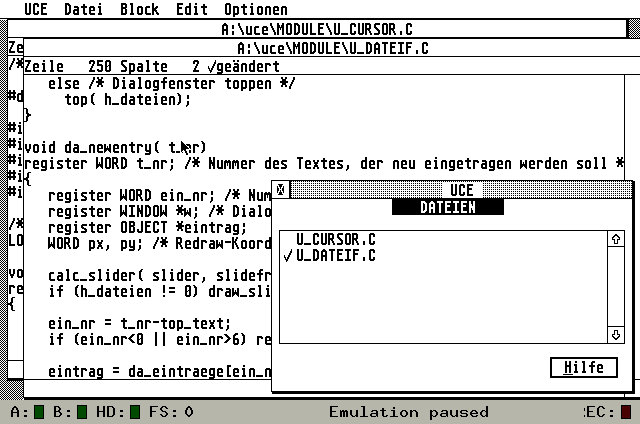 UCE Datei Block Edit Optionen
A:\uce\MODULE\U_CURSOR.C
A:\uce\MODULE\U_DATEIF.C
Ze
Zeile 250 Spalte 2 √geändert
/*
else /* Dialogfenster toppen */
#d
top( h_dateien);
}
#i
#i
void da_newentry( t_nr)
#i
register WORD t_nr; /* Nummer des Textes, der neu eingetragen werden soll *
#i
{
#i
register WORD ein_nr; /* Num
register WINDOW *w; /* Dialo
/*
register OBJECT *eintrag;
LO
WORD px, py; /* Redraw-Koord
vo
calc_slider( slider, slidefr
re
if (h_dateien != 0) draw_sli
{
ein_nr = t_nr-top_text;
if (ein_nr<0 || ein_nr>6) re
eintrag = da_eintraege[ein_n
UCE
DATEIEN
U_CURSOR.C
√U_DATEIF.C
Hilfe
A: B: HD: FS: 0 Emulation paused :EC: